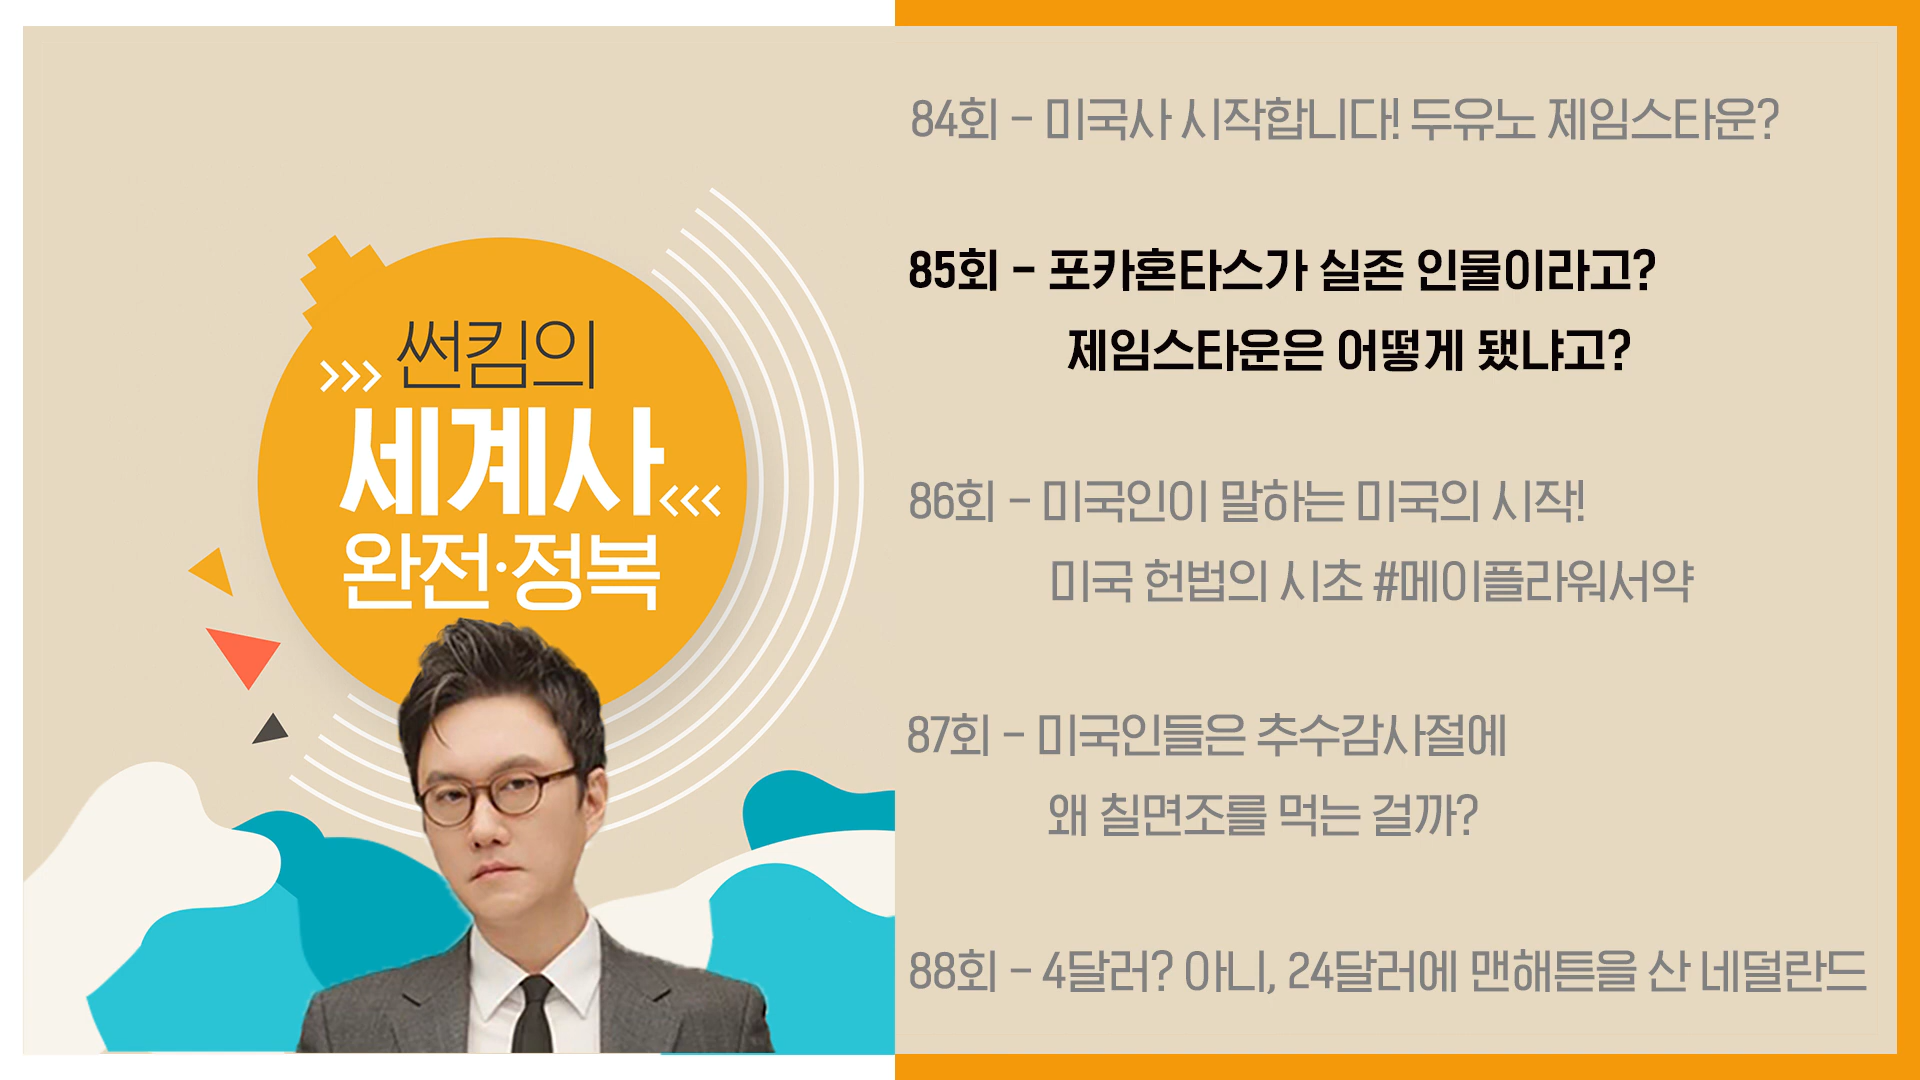 썬킴의
세계사
완전·정복
84회 - 미국사 시작합니다! 두유노 제임스타운?
85회 - 포카혼타스가 실존 인물이라고?
제임스타운은 어떻게 됐냐고?
86회 - 미국인이 말하는 미국의 시작!
미국 헌법의 시초 #메이플라워서약
87회 - 미국인들은 추수감사절에
왜 칠면조를 먹는 걸까?
88회 - 4달러? 아니, 24달러에 맨해튼을 산 네덜란드